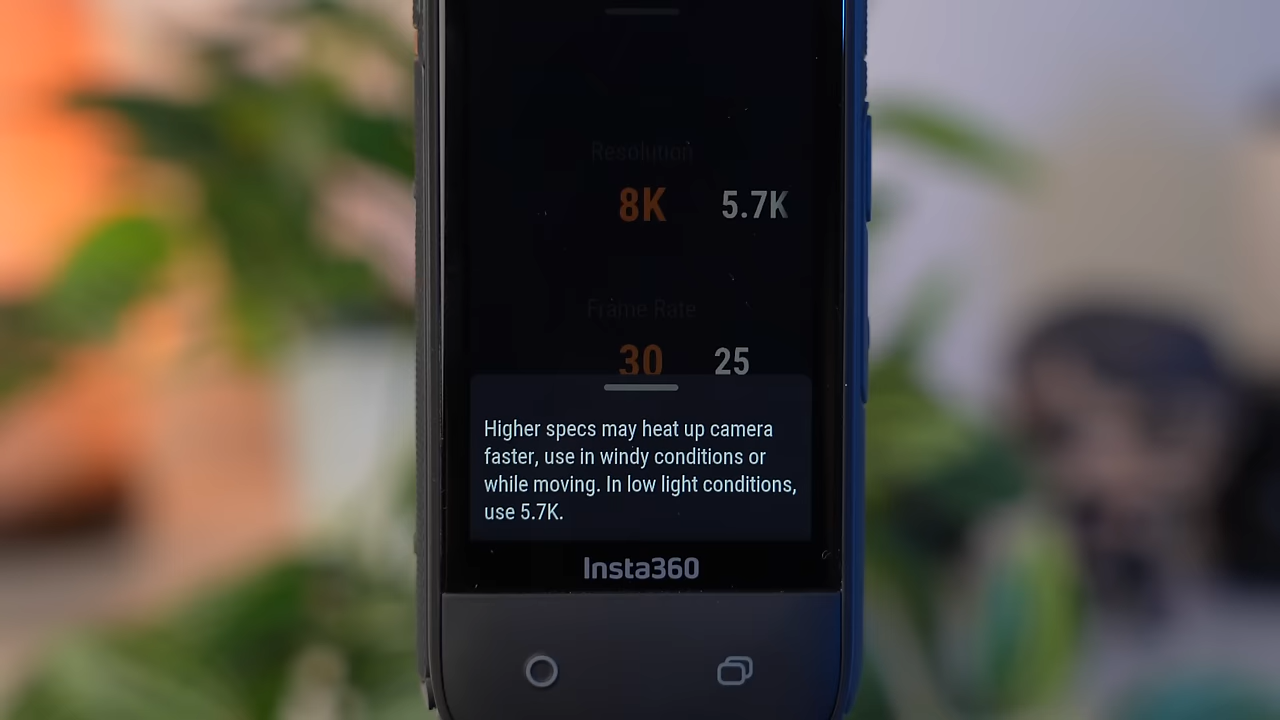 Resolution
8K 5.7K
Frame Rate
30 25
Higher specs may heat up camera
faster, use in windy conditions or
while moving. In low light conditions,
use 5.7K.
Insta360